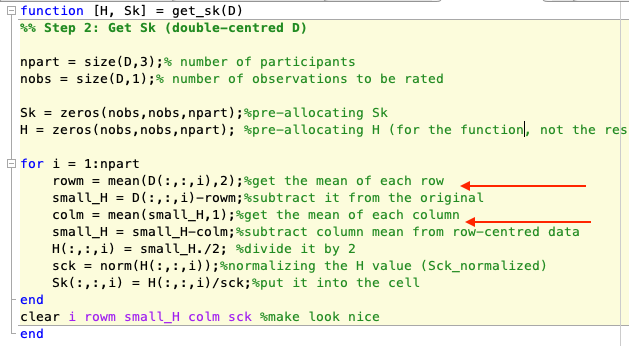 function [H, Sk] = get_sk(D)
%% Step 2: Get Sk (double-centred D)
npart = size(D,3);% number of participants
nobs = size(D,1);% number of observations to be rated
Sk = zeros(nobs,nobs,npart);%pre-allocating Sk
H = zeros(nobs,nobs,npart); %pre-allocating H (for the function, not the res
for i = 1:npart
rowm = mean(D(:,:,i),2);%get the mean of each row
small_H = D(:,:,i)-rowm;%subtract it from the original
colm = mean(small_H,1);%get the mean of each column
small_H = small_H-colm;%subtract column mean from row-centred data
H(:,:,i) = small_H./2; %divide it by 2
sck = norm(H(:,:,i));%normalizing the H value (Sck_normalized)
Sk(:,:,i) = H(:,:,i)/sck;%put it into the cell
end
clear i rowm small_H colm sck %make look nice
end